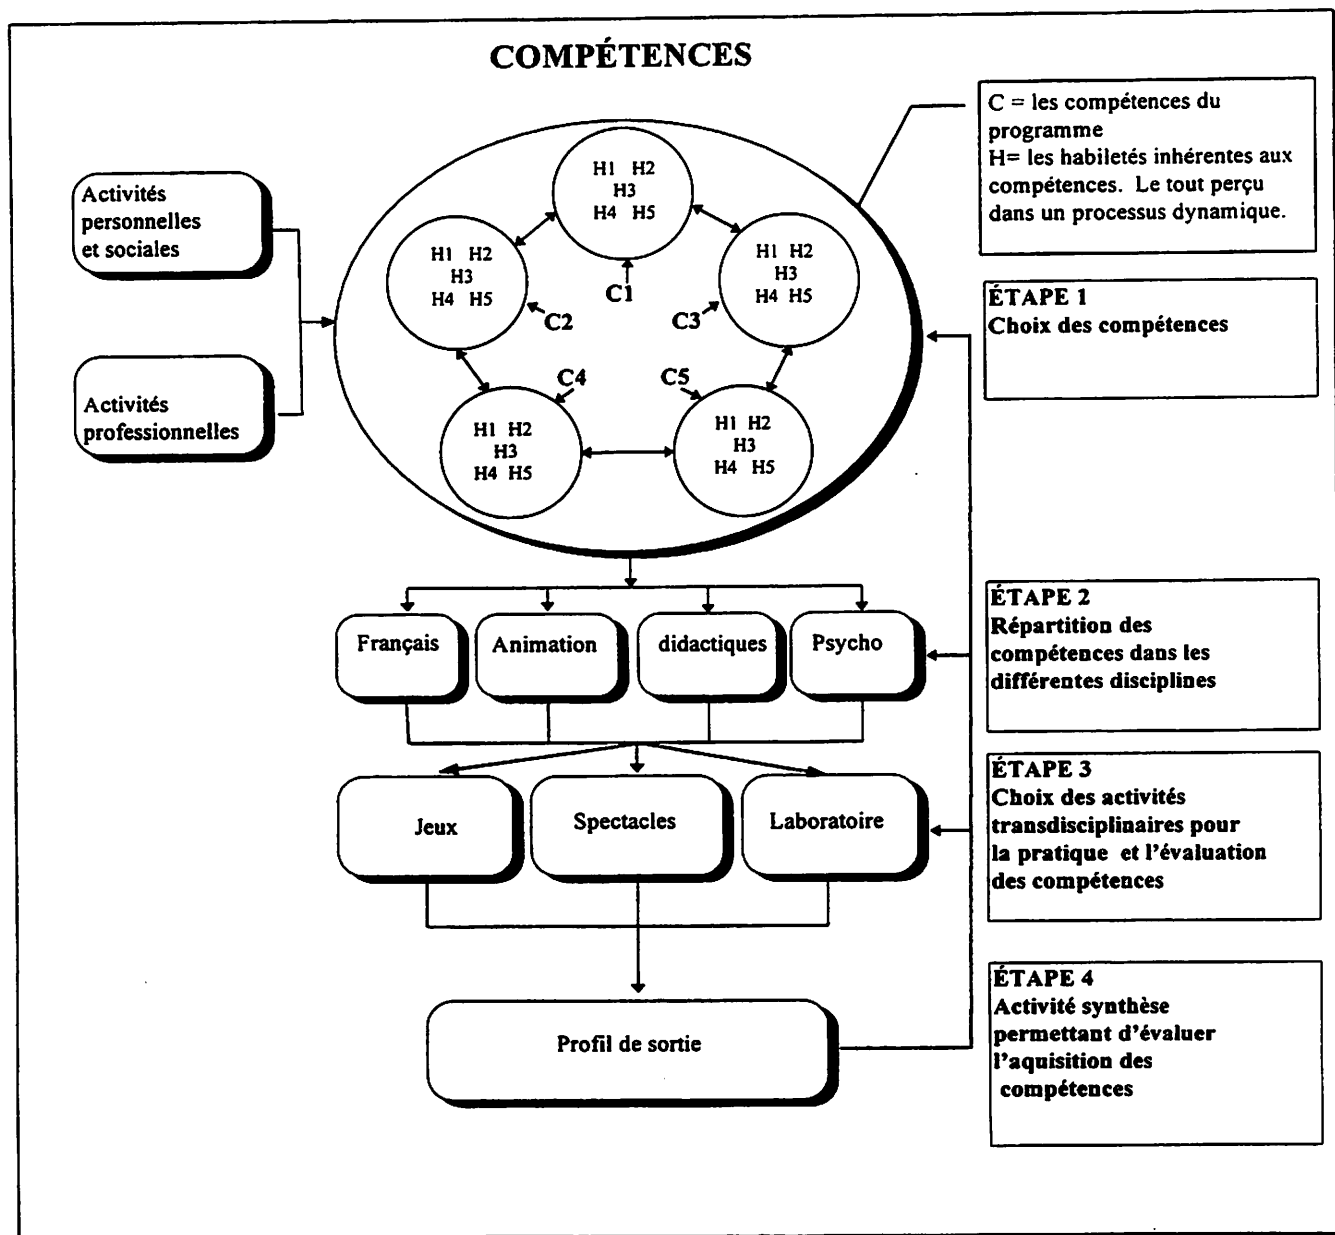 COMPÉTENCES
C = les compétences du
programme
H= les habiletés inhérentes aux
compétences. Le tout perçu
dans un processus dynamique.
Activités
personnelles
et sociales
Activités
professionnelles
H1 H2
H3
H4 H5
C1
H1 H2
H3
H4 H5
C2
H1 H2
H3
H4 H5
C3
H1 H2
H3
H4 H5
C4
H1 H2
H3
H4 H5
C5
ÉTAPE 1
Choix des compétences
Français
Animation
didactiques
Psycho
ÉTAPE 2
Répartition des
compétences dans les
différentes disciplines
Jeux
Spectacles
Laboratoire
ÉTAPE 3
Choix des activités
transdisciplinaires pour
la pratique et l'évaluation
des compétences
Profil de sortie
ÉTAPE 4
Activité synthèse
permettant d'évaluer
l'aquisition des
compétences